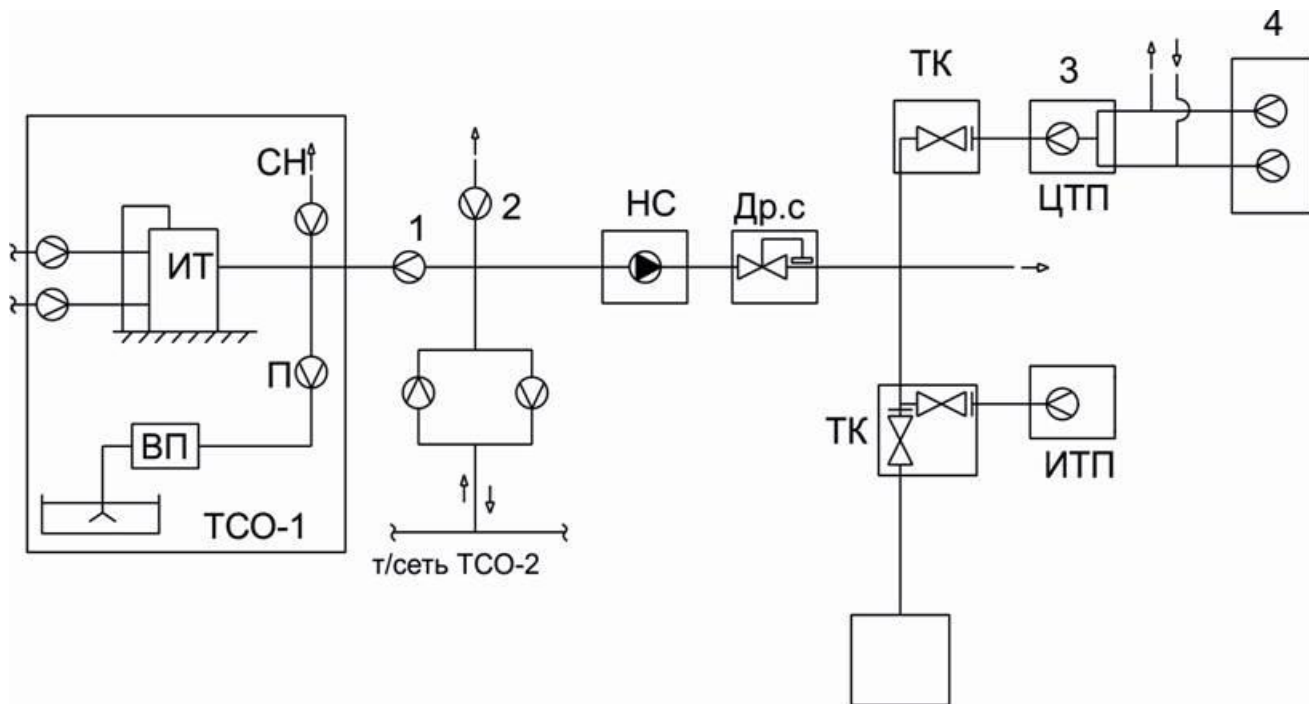 СН
ИТ
П
ВП
ТСО-1
1
2
т/сеть ТСО-2
НС
Др.с
ТК
3
ЦТП
4
ТК
ИТП